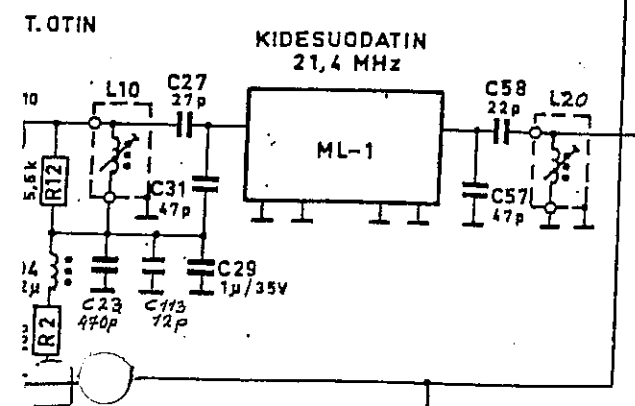 T. OTIN
KIDESUODATIN
21,4 MHz
L10
C27
27p
C58
22p
L20
10
ML-1
5,6k
R12
C31
47p
C57
47p
C29
1µ/35V
C23
470p
C113
12p
R2